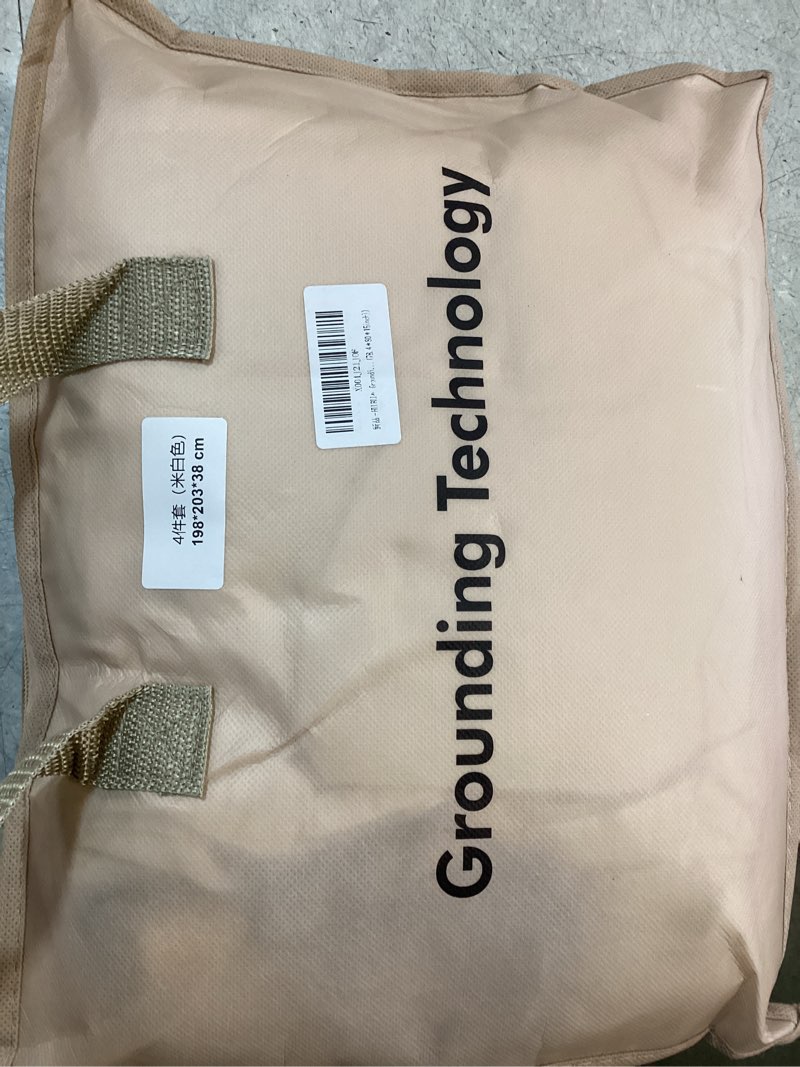 4件套（米白色）
198*203*38 cm
Grounding Technology